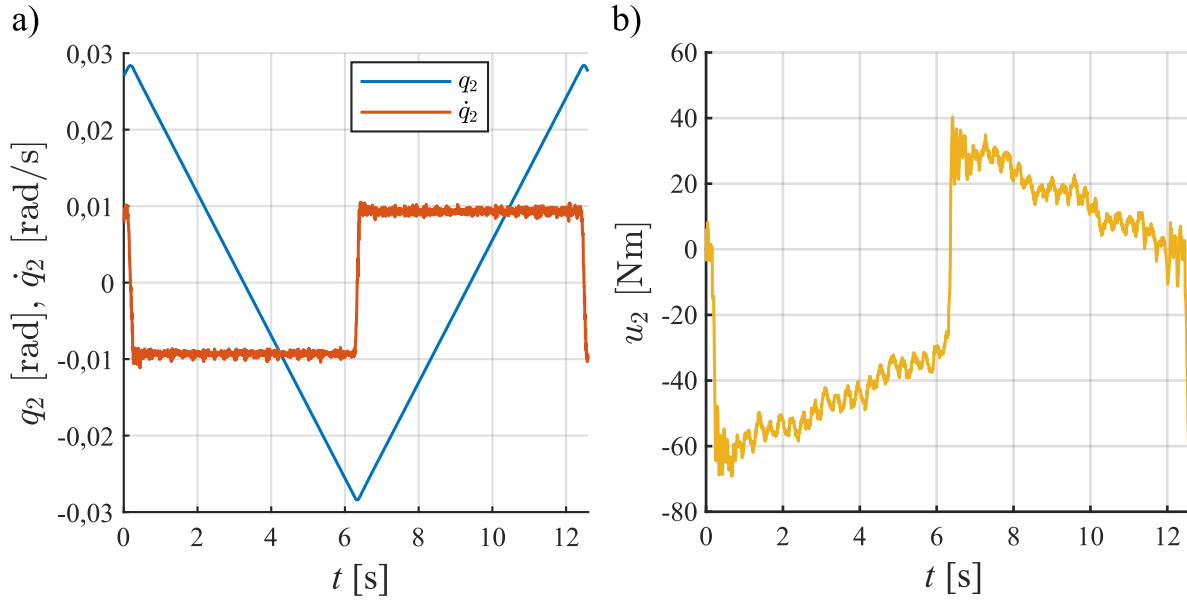 a)
0,03
0,02
0,010
0
-0,01
-0,02
-0,03
0 2 4 6 8 10 12
q₂ [rad], q̇₂ [rad/s]
t [s]
q₂
q̇₂
b)
60
40
20
0
-20
-40
-60
-80
0 2 4 6 8 10 12
u₂ [Nm]
t [s]